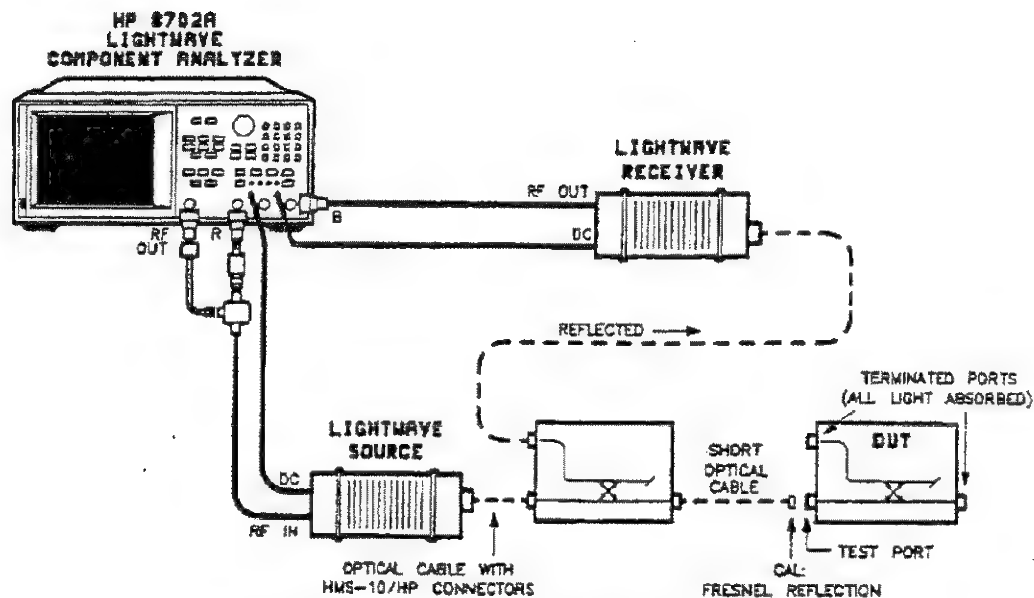 HP 8702A
LIGHTWAVE
COMPONENT ANALYZER
LIGHTWAVE
RECEIVER
RF OUT
B
DC
RF
OUT
R
REFLECTED
TERMINATED PORTS
(ALL LIGHT ABSORBED)
DUT
LIGHTWAVE
SOURCE
SHORT
OPTICAL
CABLE
DC
RF IN
TEST PORT
OPTICAL CABLE WITH
HMS-10/HP CONNECTORS
CAL:
FRESNEL REFLECTION